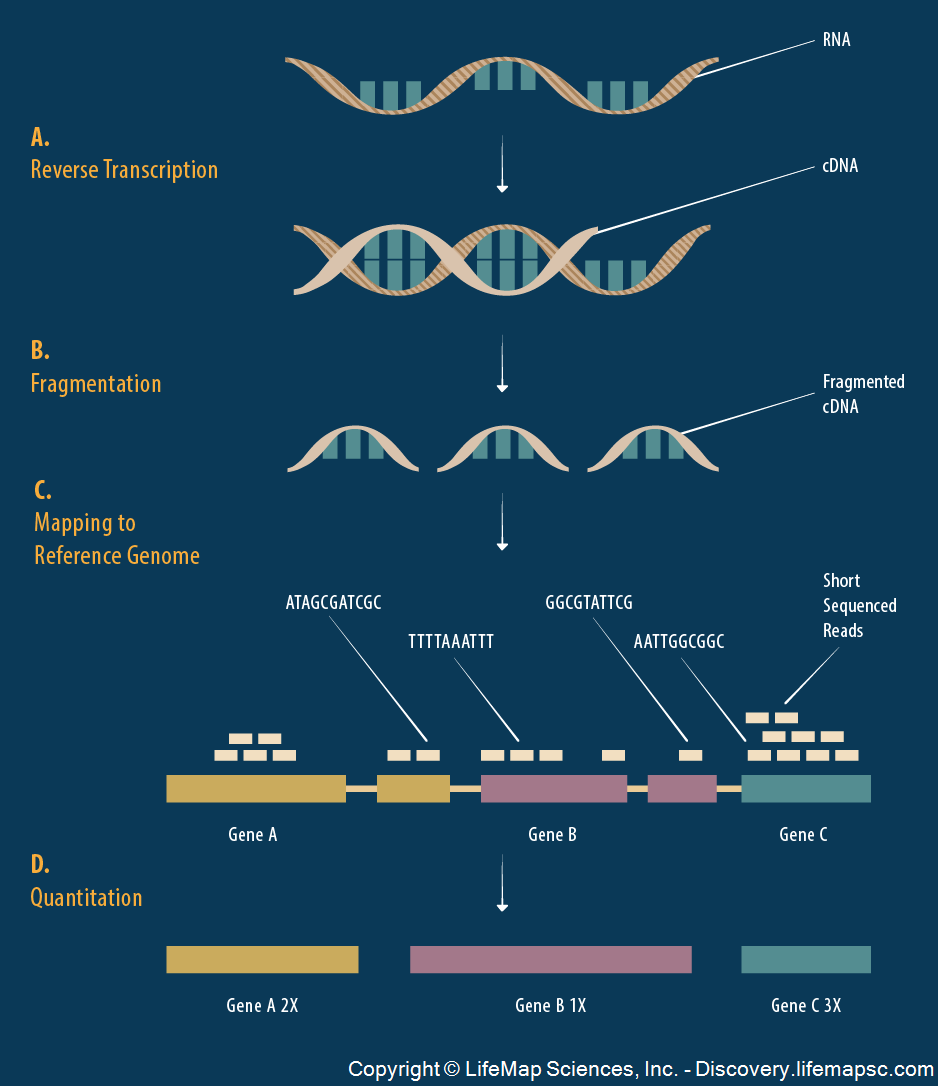 RNA
A.
Reverse Transcription
cDNA
B.
Fragmentation
Fragmented
cDNA
C.
Mapping to
Reference Genome
Short
Sequenced
Reads
ATAGCGATCGC
GGCGTATTCG
TTTTAAATTT
AATTGGCGGC
Gene A
Gene B
Gene C
D.
Quantitation
Gene A 2X
Gene B 1X
Gene C 3X
Copyright © LifeMap Sciences, Inc. - Discovery.lifemapsc.com